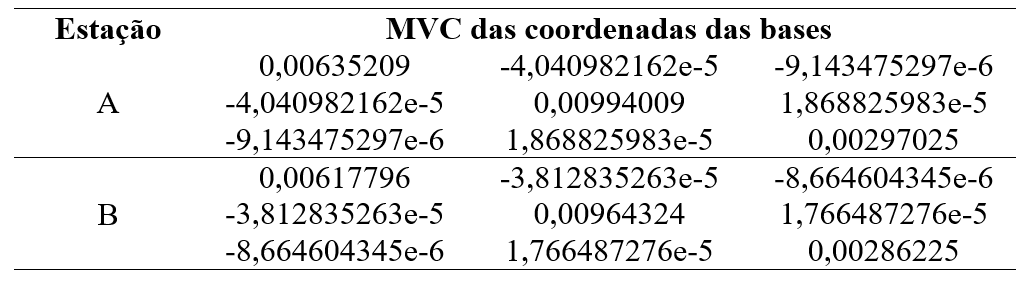 Estação MVC das coordenadas das bases
0,00635209 -4,040982162e-5 -9,143475297e-6
A -4,040982162e-5 0,00994009 1,868825983e-5
-9,143475297e-6 1,868825983e-5 0,00297025
0,00617796 -3,812835263e-5 -8,664604345e-6
B -3,812835263e-5 0,00964324 1,766487276e-5
-8,664604345e-6 1,766487276e-5 0,00286225